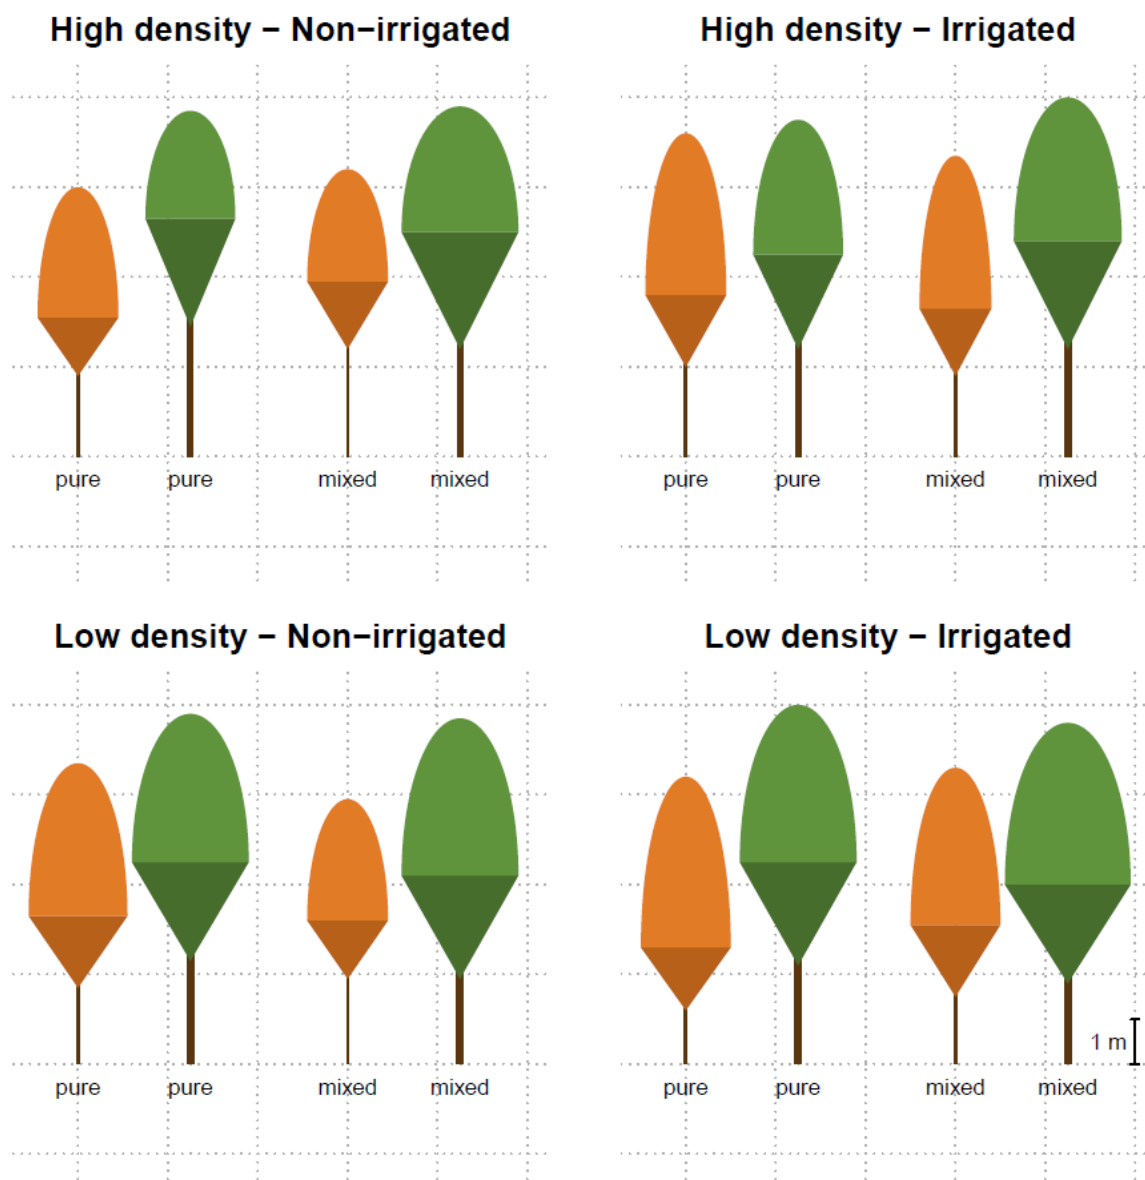 High density − Non−irrigated
High density − Irrigated
pure pure mixed mixed
pure pure mixed mixed
Low density − Non−irrigated
Low density − Irrigated
1 m
pure pure mixed mixed
pure pure mixed mixed